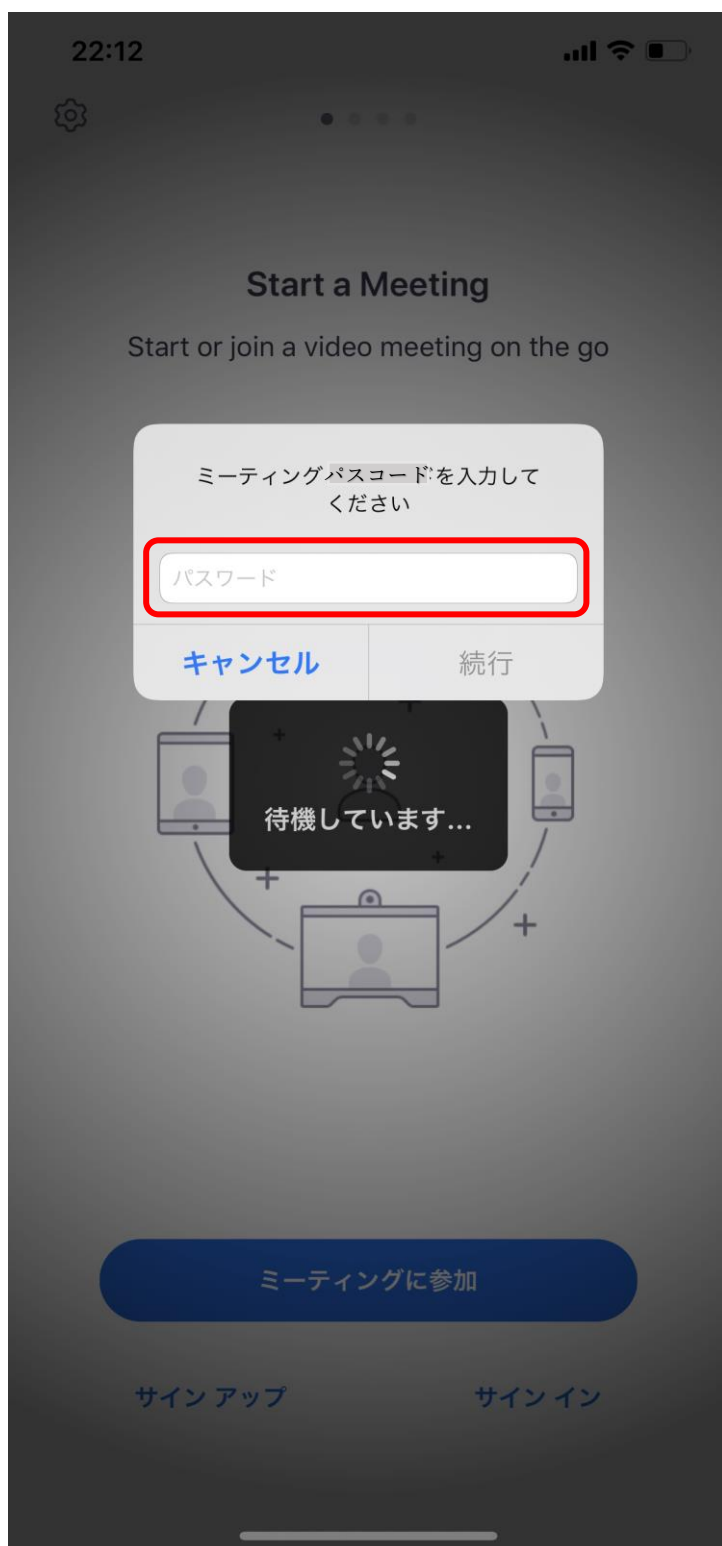 22:12
Start a Meeting
Start or join a video meeting on the go
ミーティングパスコードを入力して
ください
パスワード
キャンセル 続行
待機しています...
ミーティングに参加
サイン アップ サイン イン